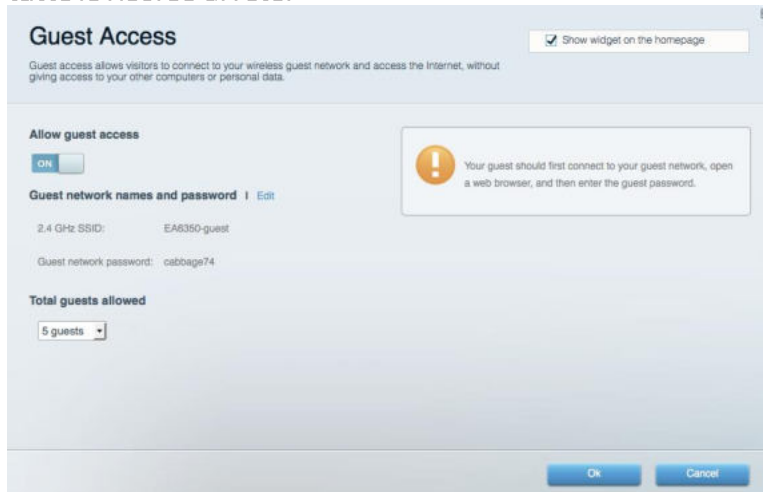 Guest Access
Show widget on the homepage
Guest access allows visitors to connect to your wireless guest network and access the Internet, without
giving access to your other computers or personal data.
Allow guest access
ON
Your guest should first connect to your guest network, open
a web browser, and then enter the guest password.
Guest network names and password | Edit
2.4 GHz SSID: EA6350-guest
Guest network password: cabbage74
Total guests allowed
5 guests
Ok Cancel